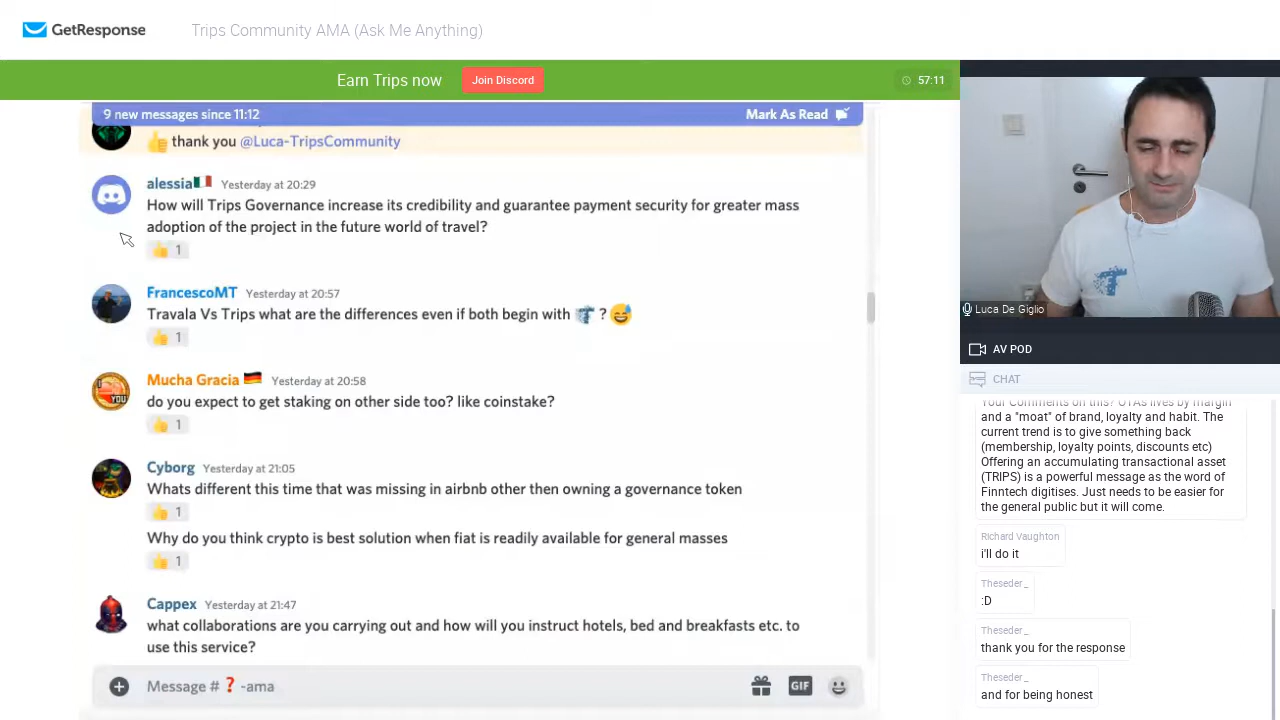 GetResponse
Trips Community AMA (Ask Me Anything)
Earn Trips now
Join Discord
57:11
9 new messages since 11:12
Mark As Read
thank you @Luca-TripsCommunity
alessia Yesterday at 20:29
How will Trips Governance increase its credibility and guarantee payment security for greater mass
adoption of the project in the future world of travel?
1
FrancescoMT Yesterday at 20:57
Travala Vs Trips what are the differences even if both begin with ?
1
Mucha Gracia Yesterday at 20:58
do you expect to get staking on other side too? like coinstake?
1
Cyborg Yesterday at 21:05
Whats different this time that was missing in airbnb other then owning a governance token
1
Why do you think crypto is best solution when fiat is readily available for general masses
1
Cappex Yesterday at 21:47
what collaborations are you carrying out and how will you instruct hotels, bed and breakfasts etc. to
use this service?
Message # ❓ -ama
GIF
Luca De Giglio
AV POD
CHAT
Your Comments on this? OTAs lives by margin
and a "moat" of brand, loyalty and habit. The
current trend is to give something back
(membership, loyalty points, discounts etc)
Offering an accumulating transactional asset
(TRIPS) is a powerful message as the word of
Finntech digitises. Just needs to be easier for
the general public but it will come.
Richard Vaughton
i'll do it
Theseder_
:D
Theseder_
thank you for the response
Theseder_
and for being honest